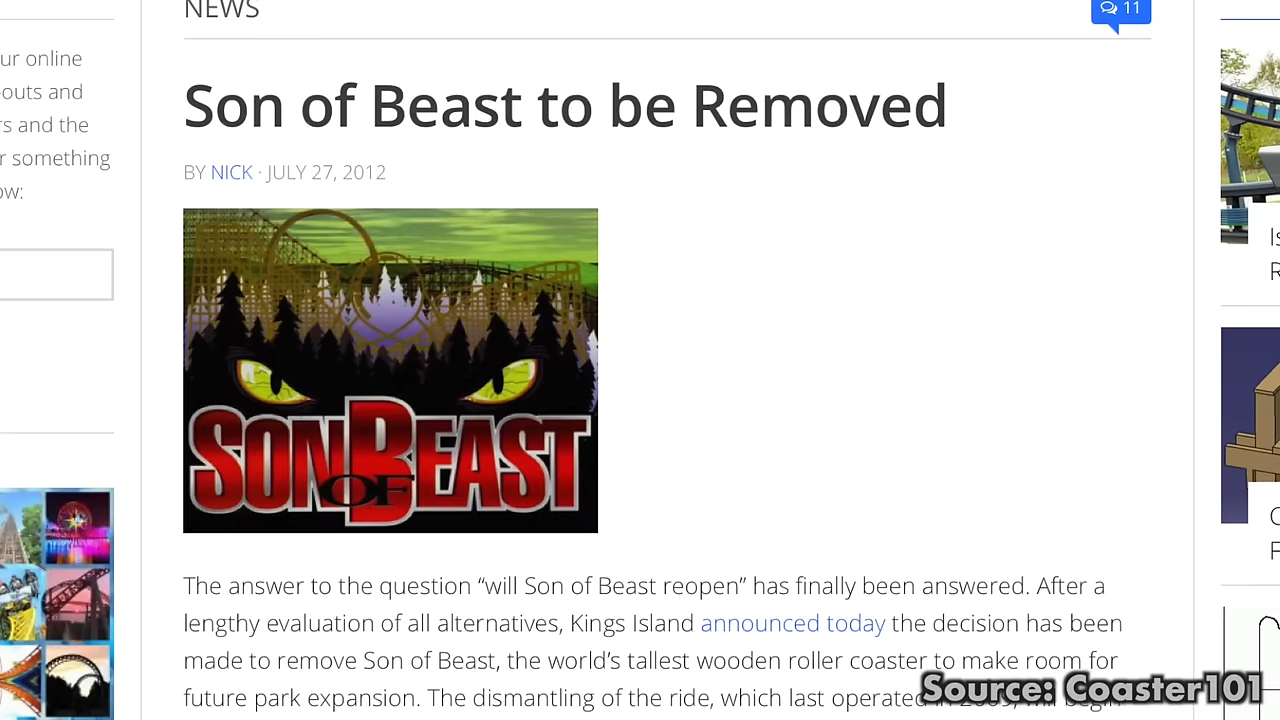 NEWS
11
ur online
outs and
rs and the
r something
ow:
Son of Beast to be Removed
BY NICK · JULY 27, 2012
SON OF BEAST
The answer to the question “will Son of Beast reopen” has finally been answered. After a
lengthy evaluation of all alternatives, Kings Island announced today the decision has been
made to remove Son of Beast, the world’s tallest wooden roller coaster to make room for
future park expansion. The dismantling of the ride, which last operated in 2009, will begin
Source: Coaster101